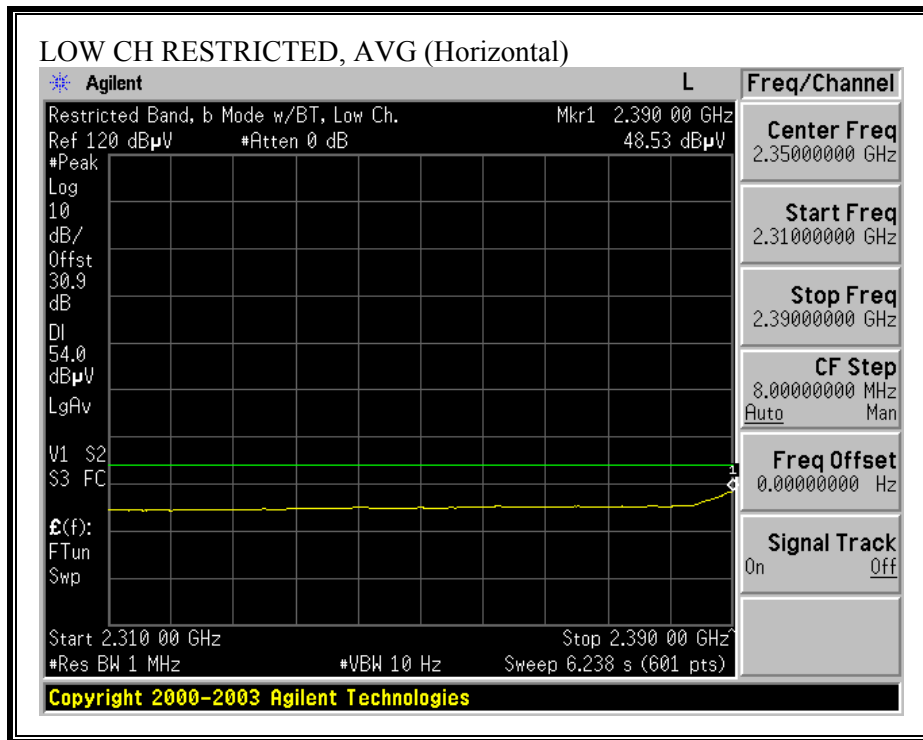 LOW CH RESTRICTED, AVG (Horizontal)
Agilent L
Restricted Band, b Mode w/BT, Low Ch. Mkr1 2.390 00 GHz
Ref 120 dBµV #Atten 0 dB 48.53 dBµV
#Peak
Log
10
dB/
Offst
30.9
dB
DI
54.0
dBµV
LgAv
V1 S2
S3 FC
£(f):
FTun
Swp
1
Start 2.310 00 GHz Stop 2.390 00 GHz^
#Res BW 1 MHz #VBW 10 Hz Sweep 6.238 s (601 pts)
Freq/Channel
Center Freq
2.35000000 GHz
Start Freq
2.31000000 GHz
Stop Freq
2.39000000 GHz
CF Step
8.00000000 MHz
Auto Man
Freq Offset
0.00000000 Hz
Signal Track
On Off
Copyright 2000-2003 Agilent Technologies